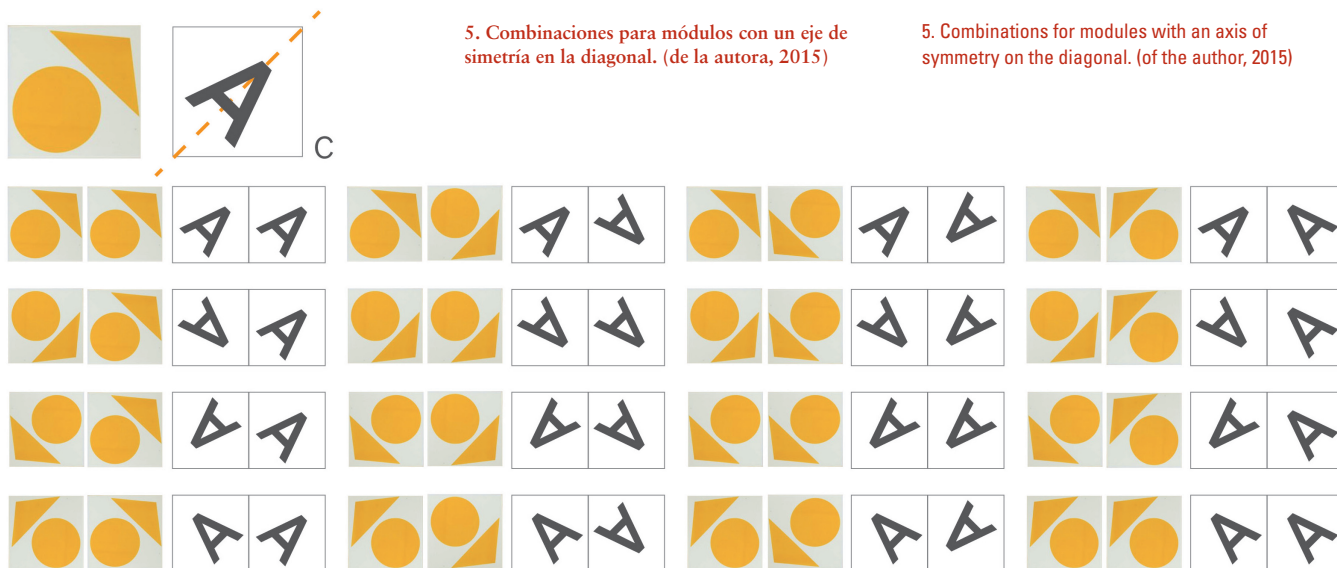 5. Combinaciones para módulos con un eje de
simetría en la diagonal. (de la autora, 2015)
5. Combinations for modules with an axis of
symmetry on the diagonal. (of the author, 2015)
A
C
A A A A A A A A
A A A A A A A A
A A A A A A A A
A A A A A A A A